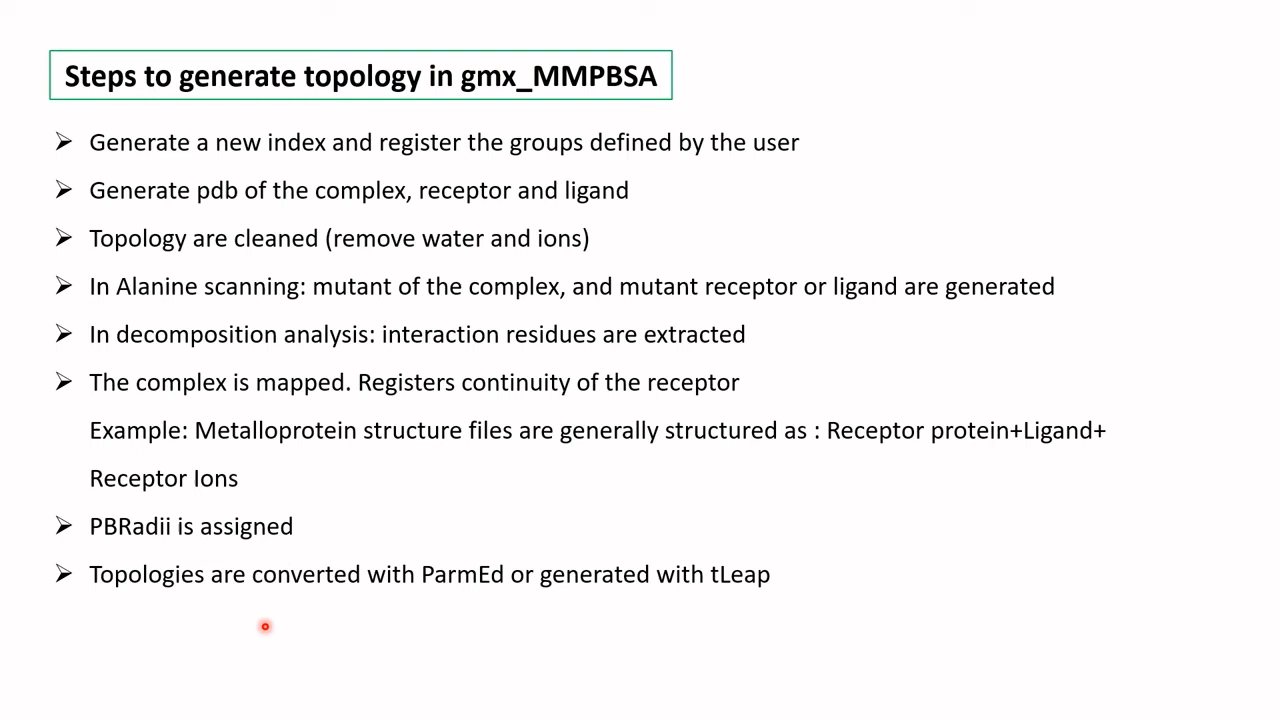 Steps to generate topology in gmx_MMPBSA
➢ Generate a new index and register the groups defined by the user
➢ Generate pdb of the complex, receptor and ligand
➢ Topology are cleaned (remove water and ions)
➢ In Alanine scanning: mutant of the complex, and mutant receptor or ligand are generated
➢ In decomposition analysis: interaction residues are extracted
➢ The complex is mapped. Registers continuity of the receptor
Example: Metalloprotein structure files are generally structured as : Receptor protein+Ligand+
Receptor Ions
➢ PBRadii is assigned
➢ Topologies are converted with ParmEd or generated with tLeap